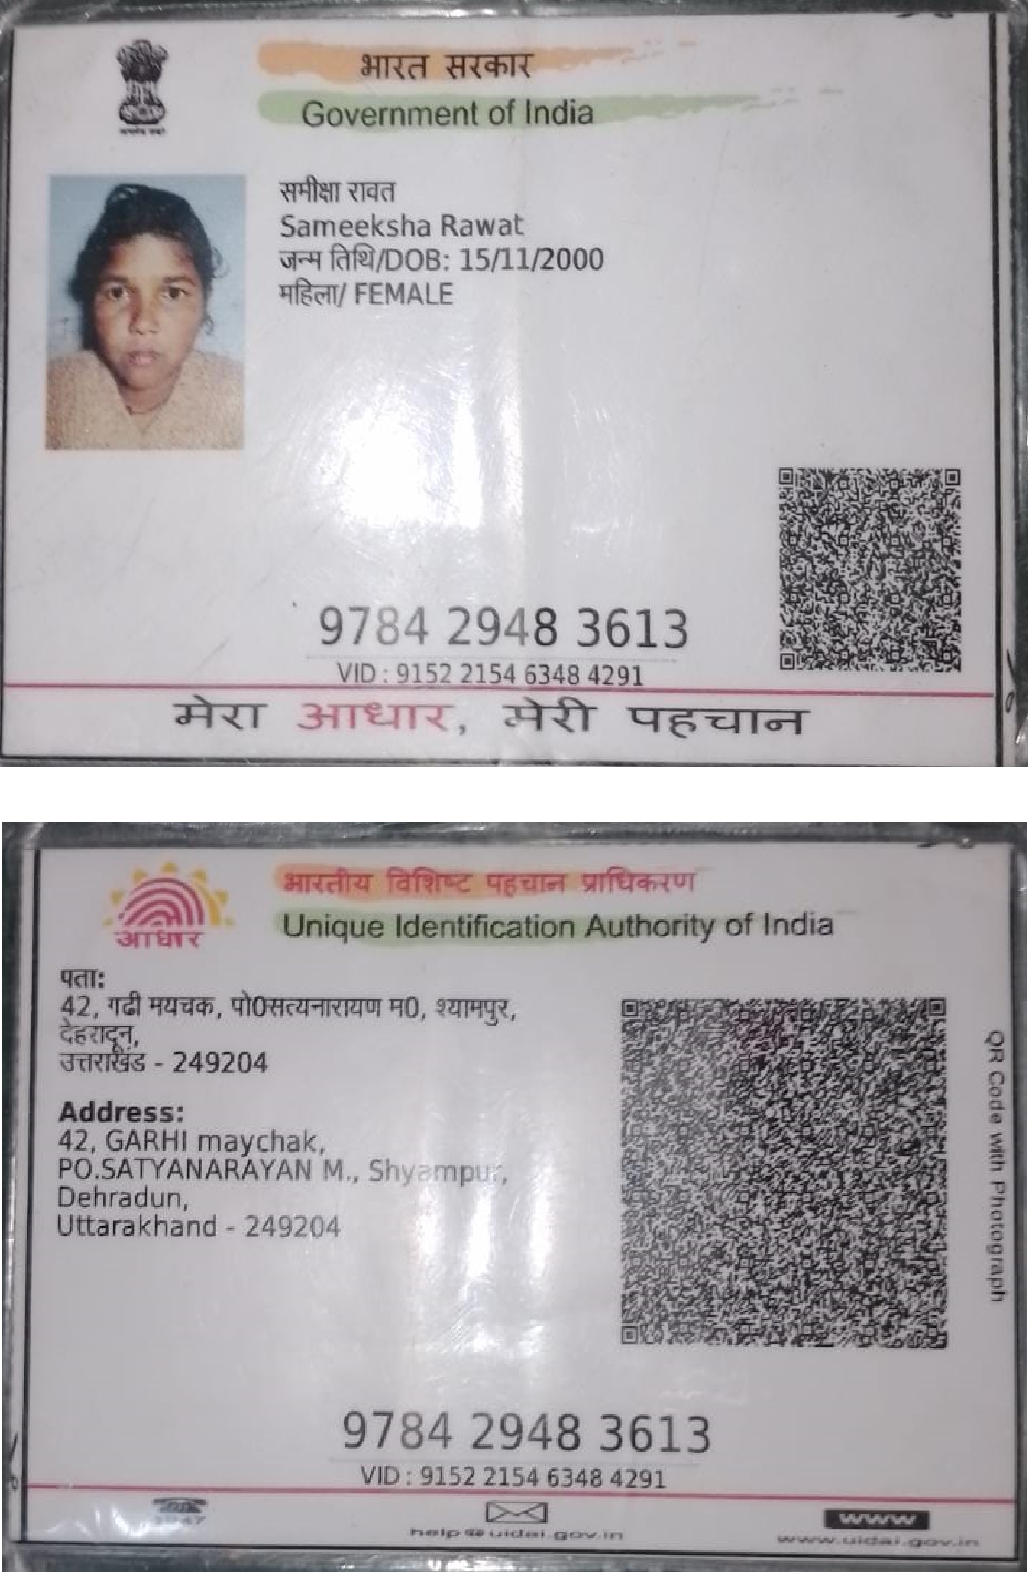 भारत सरकार
Government of India
समीक्षा रावत
Sameeksha Rawat
जन्म तिथि/DOB: 15/11/2000
महिला/ FEMALE
9784 2948 3613
VID : 9152 2154 6348 4291
मेरा आधार, मेरी पहचान
भारतीय विशिष्ट पहचान प्राधिकरण
Unique Identification Authority of India
आधार
पता:
42, गढी मयचक, पो0सत्यनारायण म0, श्यामपुर,
देहरादून,
उत्तराखंड - 249204
Address:
42, GARHI maychak,
PO.SATYANARAYAN M., Shyampur,
Dehradun,
Uttarakhand - 249204
QR Code with Photograph
9784 2948 3613
VID : 9152 2154 6348 4291
1947
help@uidai.gov.in
www
www.uidai.gov.in